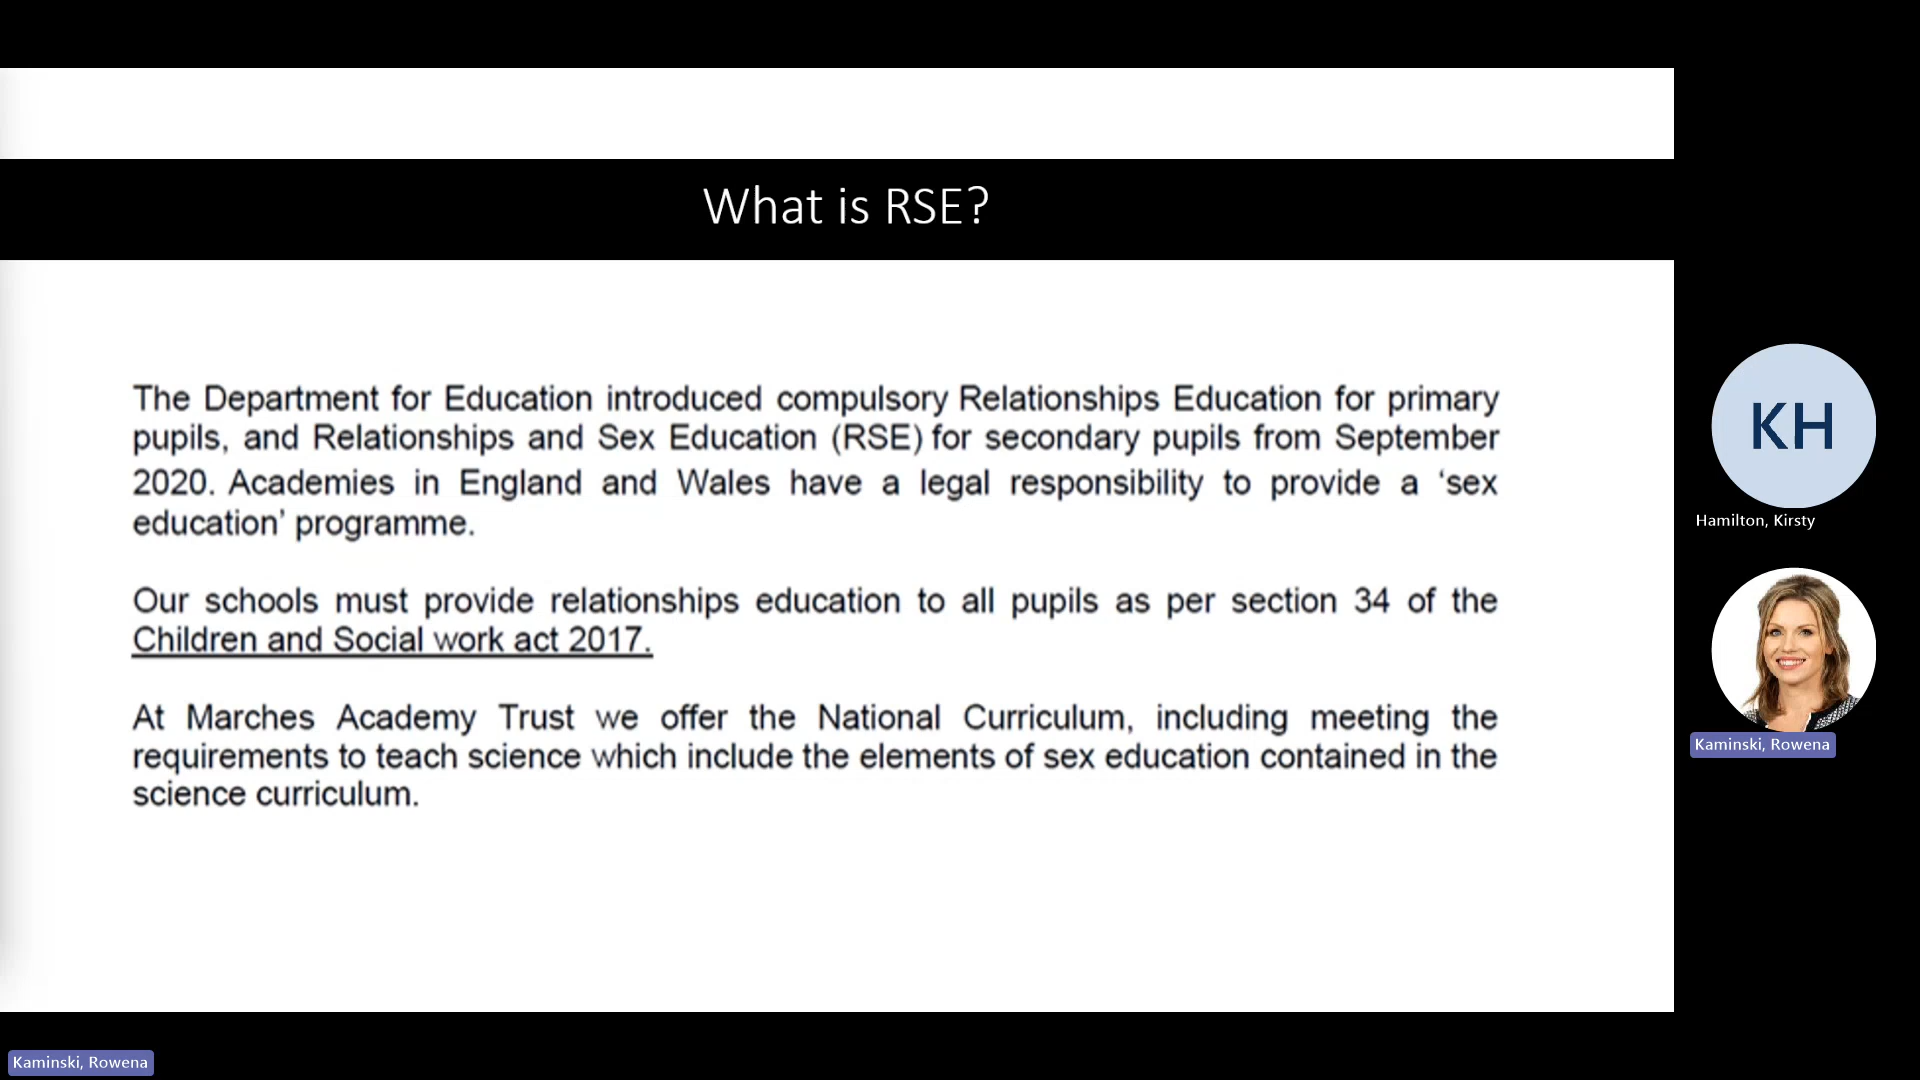 What is RSE?
The Department for Education introduced compulsory Relationships Education for primary
pupils, and Relationships and Sex Education (RSE) for secondary pupils from September
2020. Academies in England and Wales have a legal responsibility to provide a ‘sex
education’ programme.
Our schools must provide relationships education to all pupils as per section 34 of the
Children and Social work act 2017.
At Marches Academy Trust we offer the National Curriculum, including meeting the
requirements to teach science which include the elements of sex education contained in the
science curriculum.
KH
Hamilton, Kirsty
Kaminski, Rowena
Kaminski, Rowena